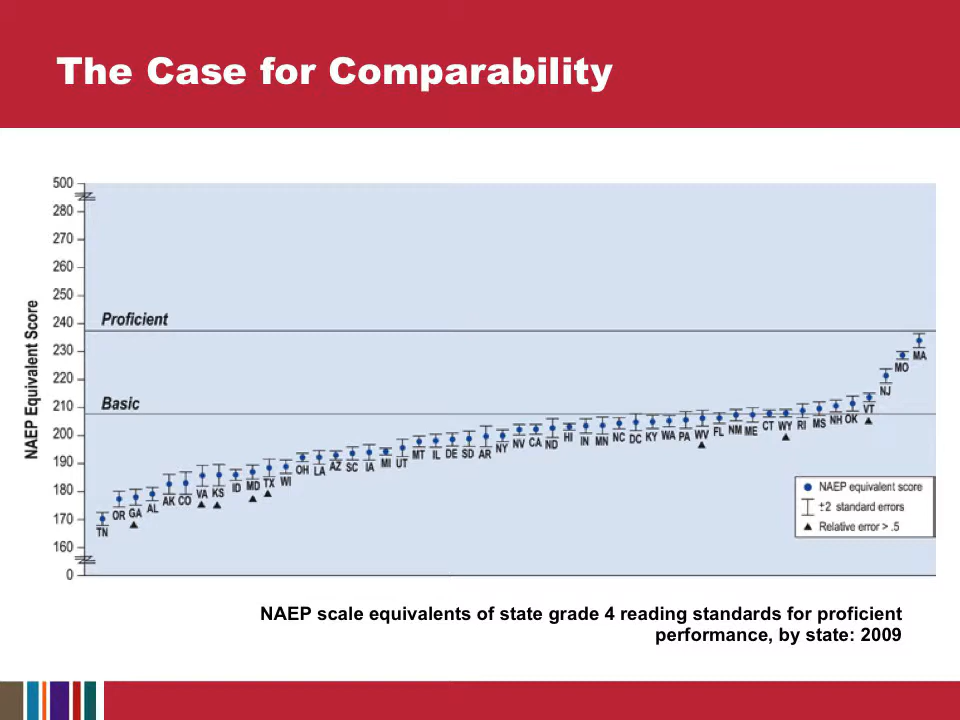 The Case for Comparability
NAEP Equivalent Score
500
280
270
260
250
240
230
220
210
200
190
180
170
160
0
Proficient
Basic
TN
OR
GA
AL
AK
CO
VA
KS
ID
MD
TX
WI
OH
LA
AZ
SC
IA
MI
UT
MT
IL
DE
SD
AR
NY
NV
CA
ND
HI
IN
MN
NC
DC
KY
WA
PA
WV
FL
NM
ME
CT
WY
RI
MS
NH
OK
VT
NJ
MO
MA
NAEP equivalent score
±2 standard errors
Relative error > .5
NAEP scale equivalents of state grade 4 reading standards for proficient
performance, by state: 2009